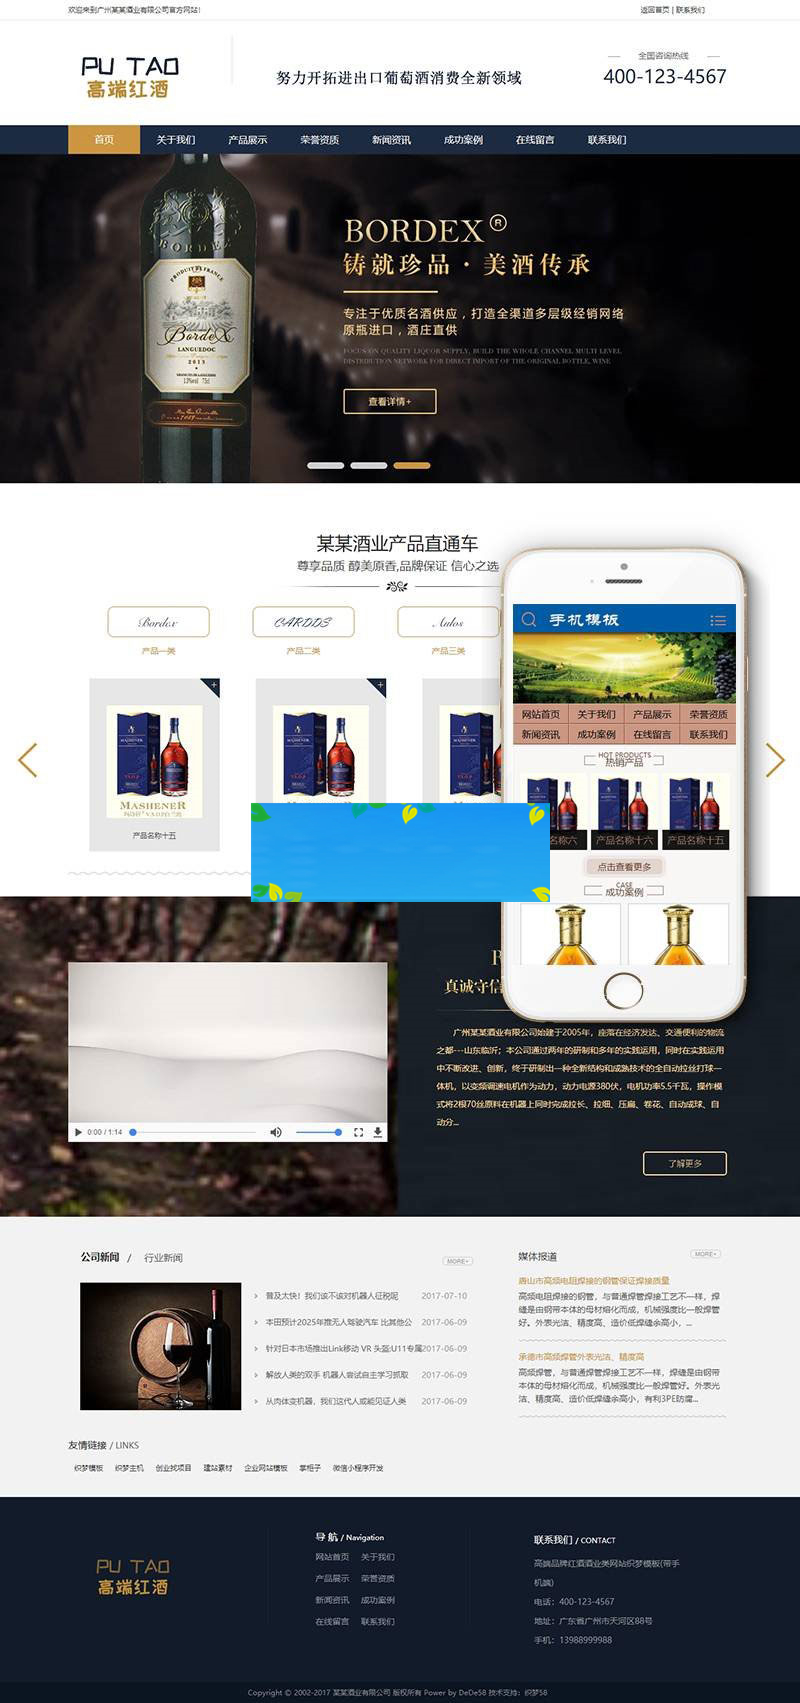 欢迎来到广州某某酒业有限公司官方网站!
返回首页 | 联系我们
PU TAO
高端红酒
努力开拓进出口葡萄酒消费全新领域
全国咨询热线
400-123-4567
首页 关于我们 产品展示 荣誉资质 新闻资讯 成功案例 在线留言 联系我们
BORDEX®
铸就珍品·美酒传承
专注于优质名酒供应，打造全渠道多层级经销网络
原瓶进口，酒庄直供
FOCUS ON QUALITY LIQUOR SUPPLY, BUILD THE WHOLE CHANNEL MULTI LEVEL
DISTRIBUTION NETWORK FOR DIRECT IMPORT OF THE ORIGINAL BOTTLE, WINE
查看详情+
BORDEX
PRODUIT DE FRANCE
BordeX
LANGUEDOC
2013
13%vol 75cl
某某酒业产品直通车
尊享品质 醇美原香,品牌保证 信心之选
Bordex CARDDS Aulos
产品一类 产品二类 产品三类
MASHENER
V.S.O.P
MASHENER
产品名称十五
手机模板
网站首页 关于我们 产品展示 荣誉资质
新闻资讯 成功案例 在线留言 联系我们
HOT PRODUCTS
热销产品
名称六 产品名称十六 产品名称十五
点击查看更多
CASE
成功案例
真诚守信
广州某某酒业有限公司始建于2005年，座落在经济发达、交通便利的物流
之都---山东临沂；本公司通过两年的研制和多年的实践运用，同时在实践运用
中不断改进、创新，终于研制出一种全新结构和成熟技术的全自动拉丝打球一
体机，以变频调速电机作为动力，动力电源380伏，电机功率5.5千瓦，操作模
式将2根70丝原料在机器上同时完成拉长、拉细、压扁、卷花、自动成球、自
动分...
0:00 / 1:14
了解更多
公司新闻 / 行业新闻
MORE+
普及太快！我们该不该对机器人征税呢 2017-07-10
本田预计2025年推无人驾驶汽车 比其他公 2017-06-09
针对日本市场推出Link移动 VR 头盔:U11专属 2017-06-09
解放人类的双手 机器人尝试自主学习抓取 2017-06-09
从肉体变机器，我们这代人或能见证人类 2017-06-09
媒体报道
MORE+
唐山市高频电阻焊接的钢管保证焊接质量
高频电阻焊接的钢管，与普通焊管焊接工艺不一样，焊
缝是由钢带本体的母材熔化而成，机械强度比一般焊管
好。外表光洁、精度高、造价低焊缝余高小，...
承德市高频焊管外表光洁、精度高
高频焊管，与普通焊管焊接工艺不一样，焊缝是由钢带
本体的母材熔化而成，机械强度比一般焊管好。外表光
洁、精度高、造价低焊缝余高小，有利3PE防腐...
友情链接 / LINKS
织梦模板 织梦主机 创业找项目 建站素材 企业网站模板 掌柜子 微信小程序开发
PU TAO
高端红酒
导 航 / Navigation
网站首页 关于我们
产品展示 荣誉资质
新闻资讯 成功案例
在线留言 联系我们
联系我们 / CONTACT
高端品牌红酒酒业类网站织梦模板(带手
机端)
电话：400-123-4567
地址：广东省广州市天河区88号
手机：13988999988
Copyright © 2002-2017 某某酒业有限公司 版权所有 Power by DeDe58 技术支持：织梦58